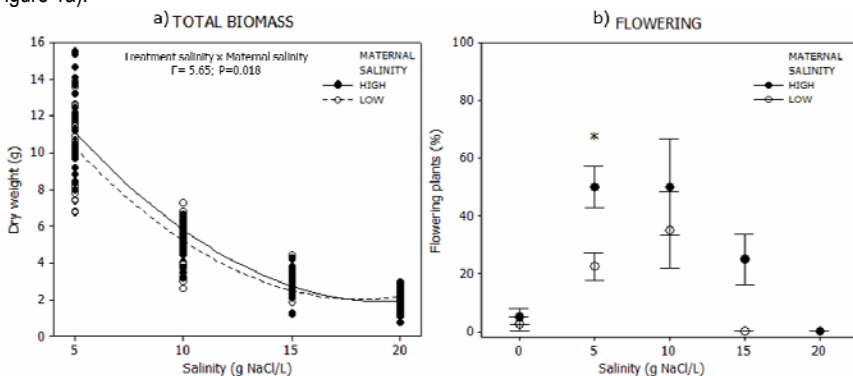 Figure 1a).
a) TOTAL BIOMASS
Treatment salinity x Maternal salinity
F= 5.65; P=0.018
MATERNAL
SALINITY
HIGH
LOW
Dry weight (g)
16
14
12
10
8
6
4
2
0
5
10
15
20
Salinity (g NaCl/L)
b) FLOWERING
MATERNAL
SALINITY
HIGH
LOW
*
Flowering plants (%)
100
80
60
40
20
0
0
5
10
15
20
Salinity (g NaCl/L)